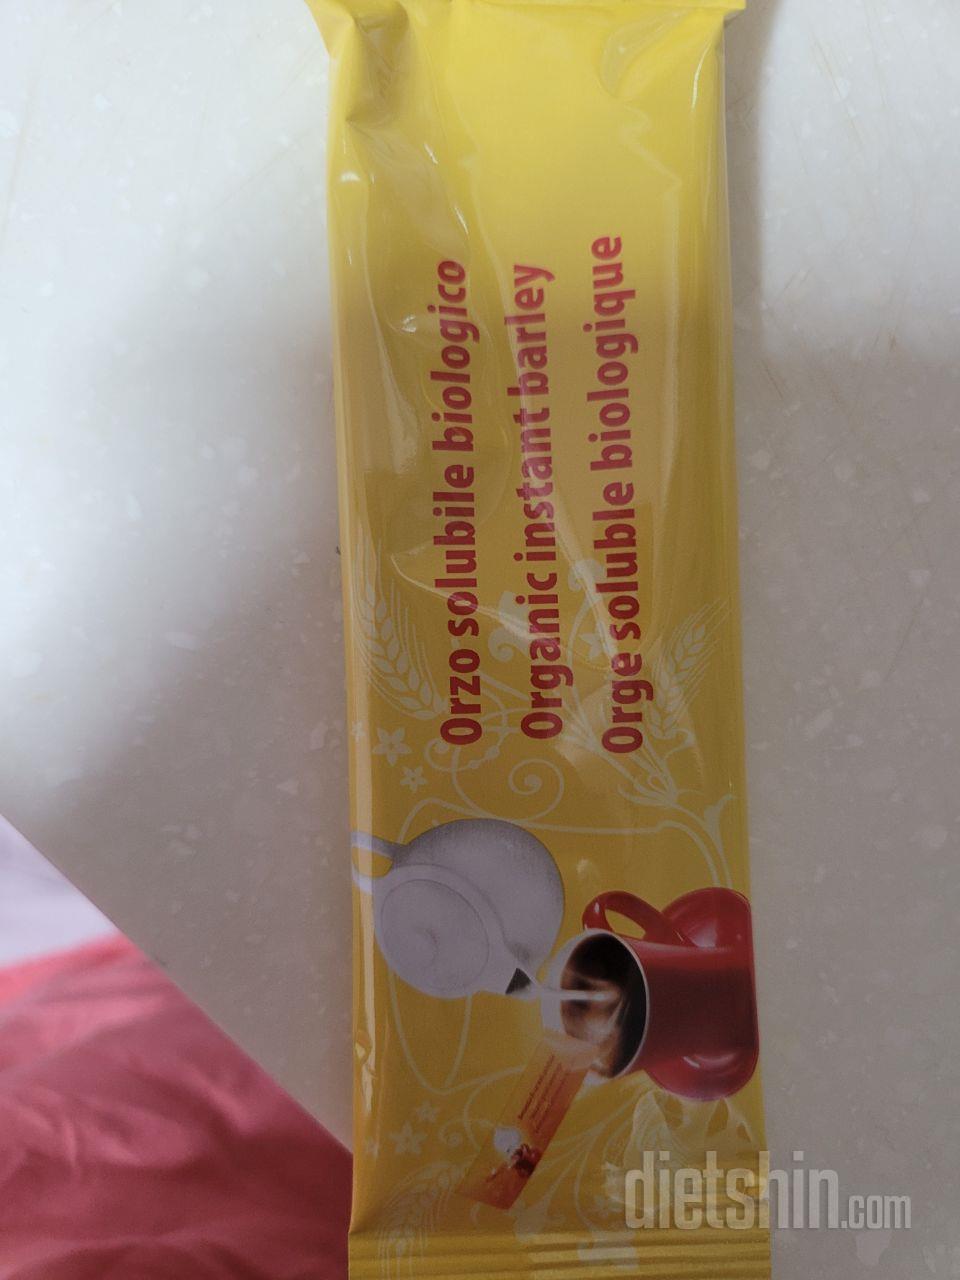 Orzo solubile biologico
Organic instant barley
Orge soluble biologique
dietshin.com